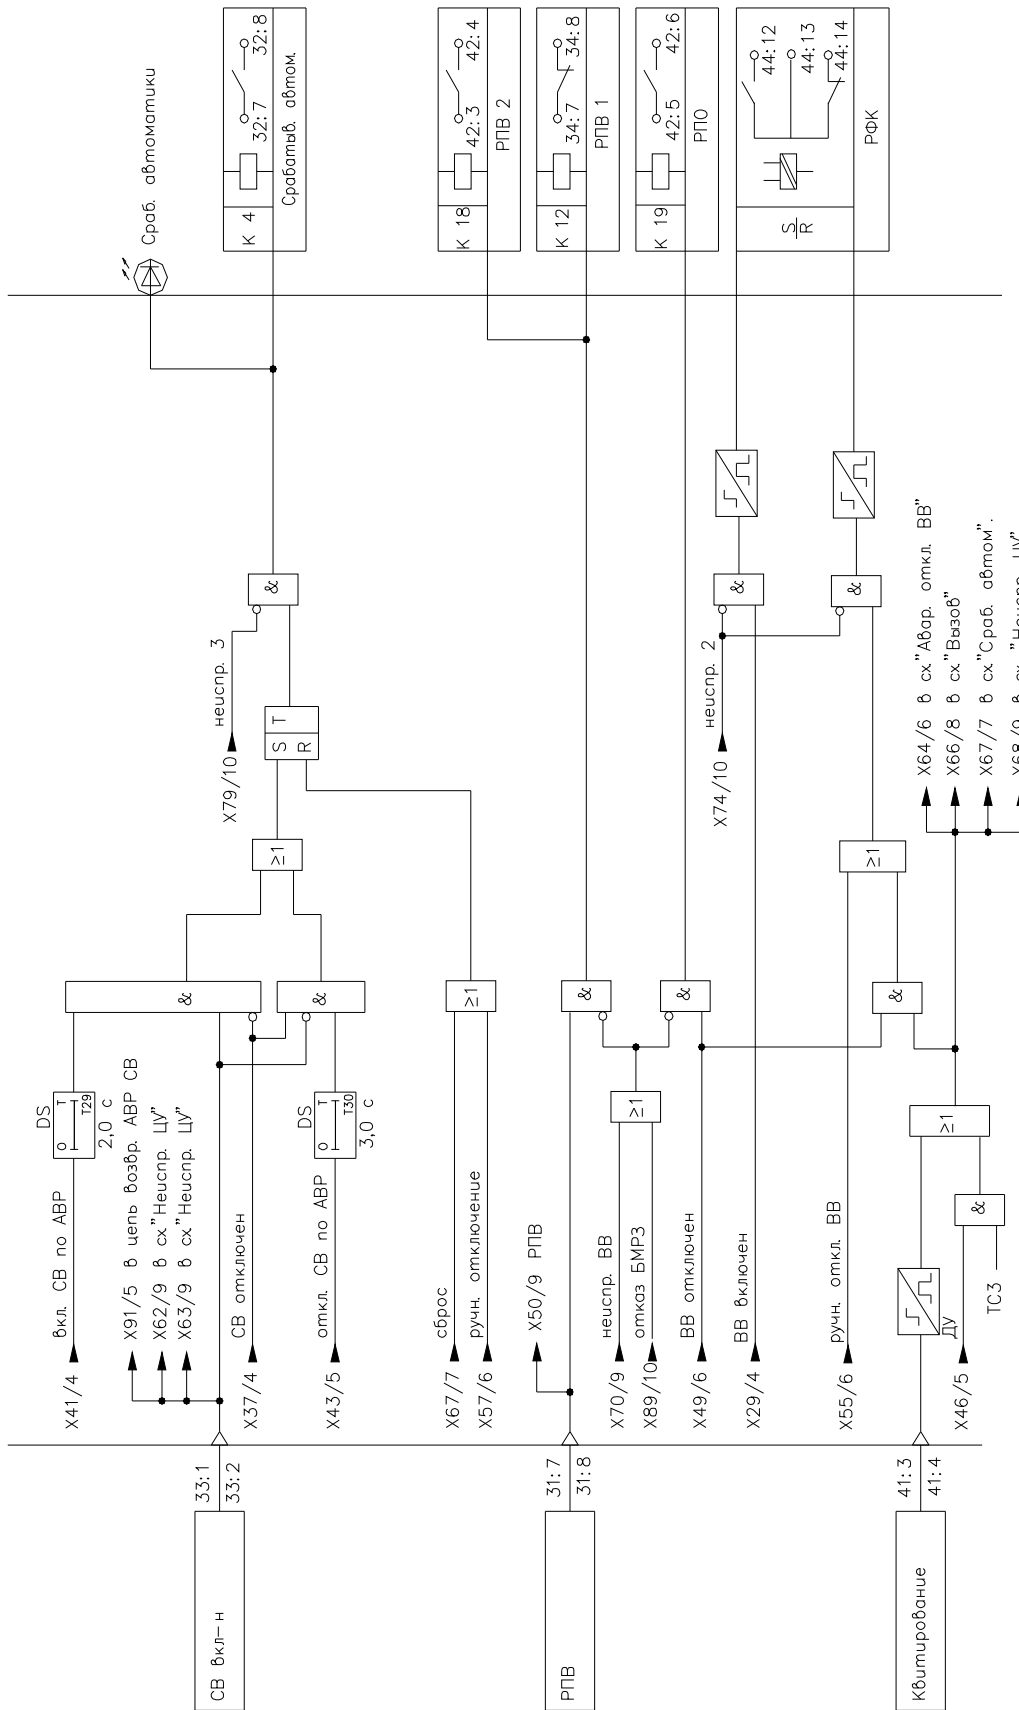 СВ вкл-н
33:1
33:2
X41/4
вкл. СВ по АВР
DS
O T
T29
2,0 с
X91/5 в цепь возвр. АВР СВ
X62/9 в сх"Неиспр. ЦУ"
X63/9 в сх"Неиспр. ЦУ"
X37/4
СВ отключен
X43/5
откл. СВ по АВР
DS
O T
T30
3,0 с
&
&
≥1
S T
R
X79/10
неиспр. 3
&
Сраб. автоматики
К 4
32:7 32:8
Срабатыв. автом.
X67/7
сброс
X57/6
ручн. отключение
≥1
РПВ
31:7
31:8
X50/9 РПВ
X70/9
неиспр. ВВ
X89/10
отказ БМРЗ
≥1
X49/6
ВВ отключен
&
&
К 18
42:3 42:4
РПВ 2
К 12
34:7 34:8
РПВ 1
К 19
42:5 42:6
РПО
X29/4
ВВ включен
X74/10
неиспр. 2
&
&
S
R
44:12
44:13
44:14
РФК
X55/6
ручн. откл. ВВ
≥1
&
Квитирование
41:3
41:4
X46/5
ДУ
ТС3
&
≥1
X64/6 в сх"Авар. откл. ВВ"
X66/8 в сх"Вызов"
X67/7 в сх"Сраб. автом".
X68/9 в сх."Неиспр. ЦУ"